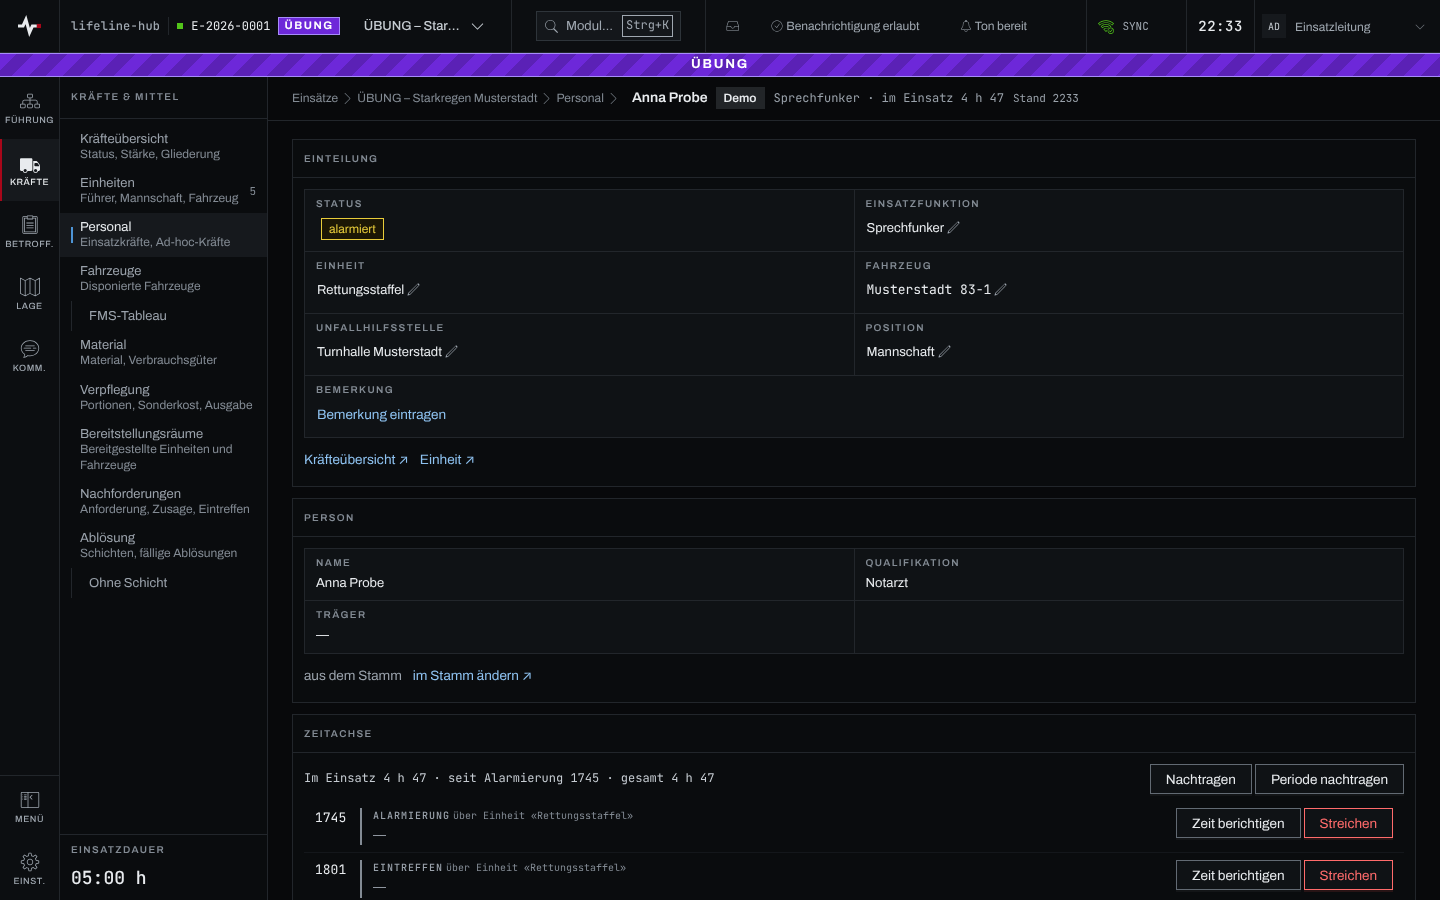 lifeline-hub
E-2026-0001 ÜBUNG
ÜBUNG – Star...
Modul... Strg+K
Benachrichtigung erlaubt
Ton bereit
SYNC
22:33
AD Einsatzleitung
ÜBUNG
FÜHRUNG
KRÄFTE
BETROFF.
LAGE
KOMM.
MENÜ
EINST.
KRÄFTE & MITTEL
Kräfteübersicht
Status, Stärke, Gliederung
Einheiten
Führer, Mannschaft, Fahrzeug 5
Personal
Einsatzkräfte, Ad-hoc-Kräfte
Fahrzeuge
Disponierte Fahrzeuge
FMS-Tableau
Material
Material, Verbrauchsgüter
Verpflegung
Portionen, Sonderkost, Ausgabe
Bereitstellungsräume
Bereitgestellte Einheiten und
Fahrzeuge
Nachforderungen
Anforderung, Zusage, Eintreffen
Ablösung
Schichten, fällige Ablösungen
Ohne Schicht
EINSATZDAUER
05:00 h
Einsätze ÜBUNG – Starkregen Musterstadt Personal Anna Probe Demo Sprechfunker · im Einsatz 4 h 47 Stand 2233
EINTEILUNG
STATUS
alarmiert
EINSATZFUNKTION
Sprechfunker
EINHEIT
Rettungsstaffel
FAHRZEUG
Musterstadt 83-1
UNFALLHILFSSTELLE
Turnhalle Musterstadt
POSITION
Mannschaft
BEMERKUNG
Bemerkung eintragen
Kräfteübersicht ↗ Einheit ↗
PERSON
NAME
Anna Probe
QUALIFIKATION
Notarzt
TRÄGER
—
aus dem Stamm im Stamm ändern ↗
ZEITACHSE
Im Einsatz 4 h 47 · seit Alarmierung 1745 · gesamt 4 h 47
Nachtragen Periode nachtragen
1745 ALARMIERUNG über Einheit «Rettungsstaffel»
—
Zeit berichtigen Streichen
1801 EINTREFFEN über Einheit «Rettungsstaffel»
—
Zeit berichtigen Streichen